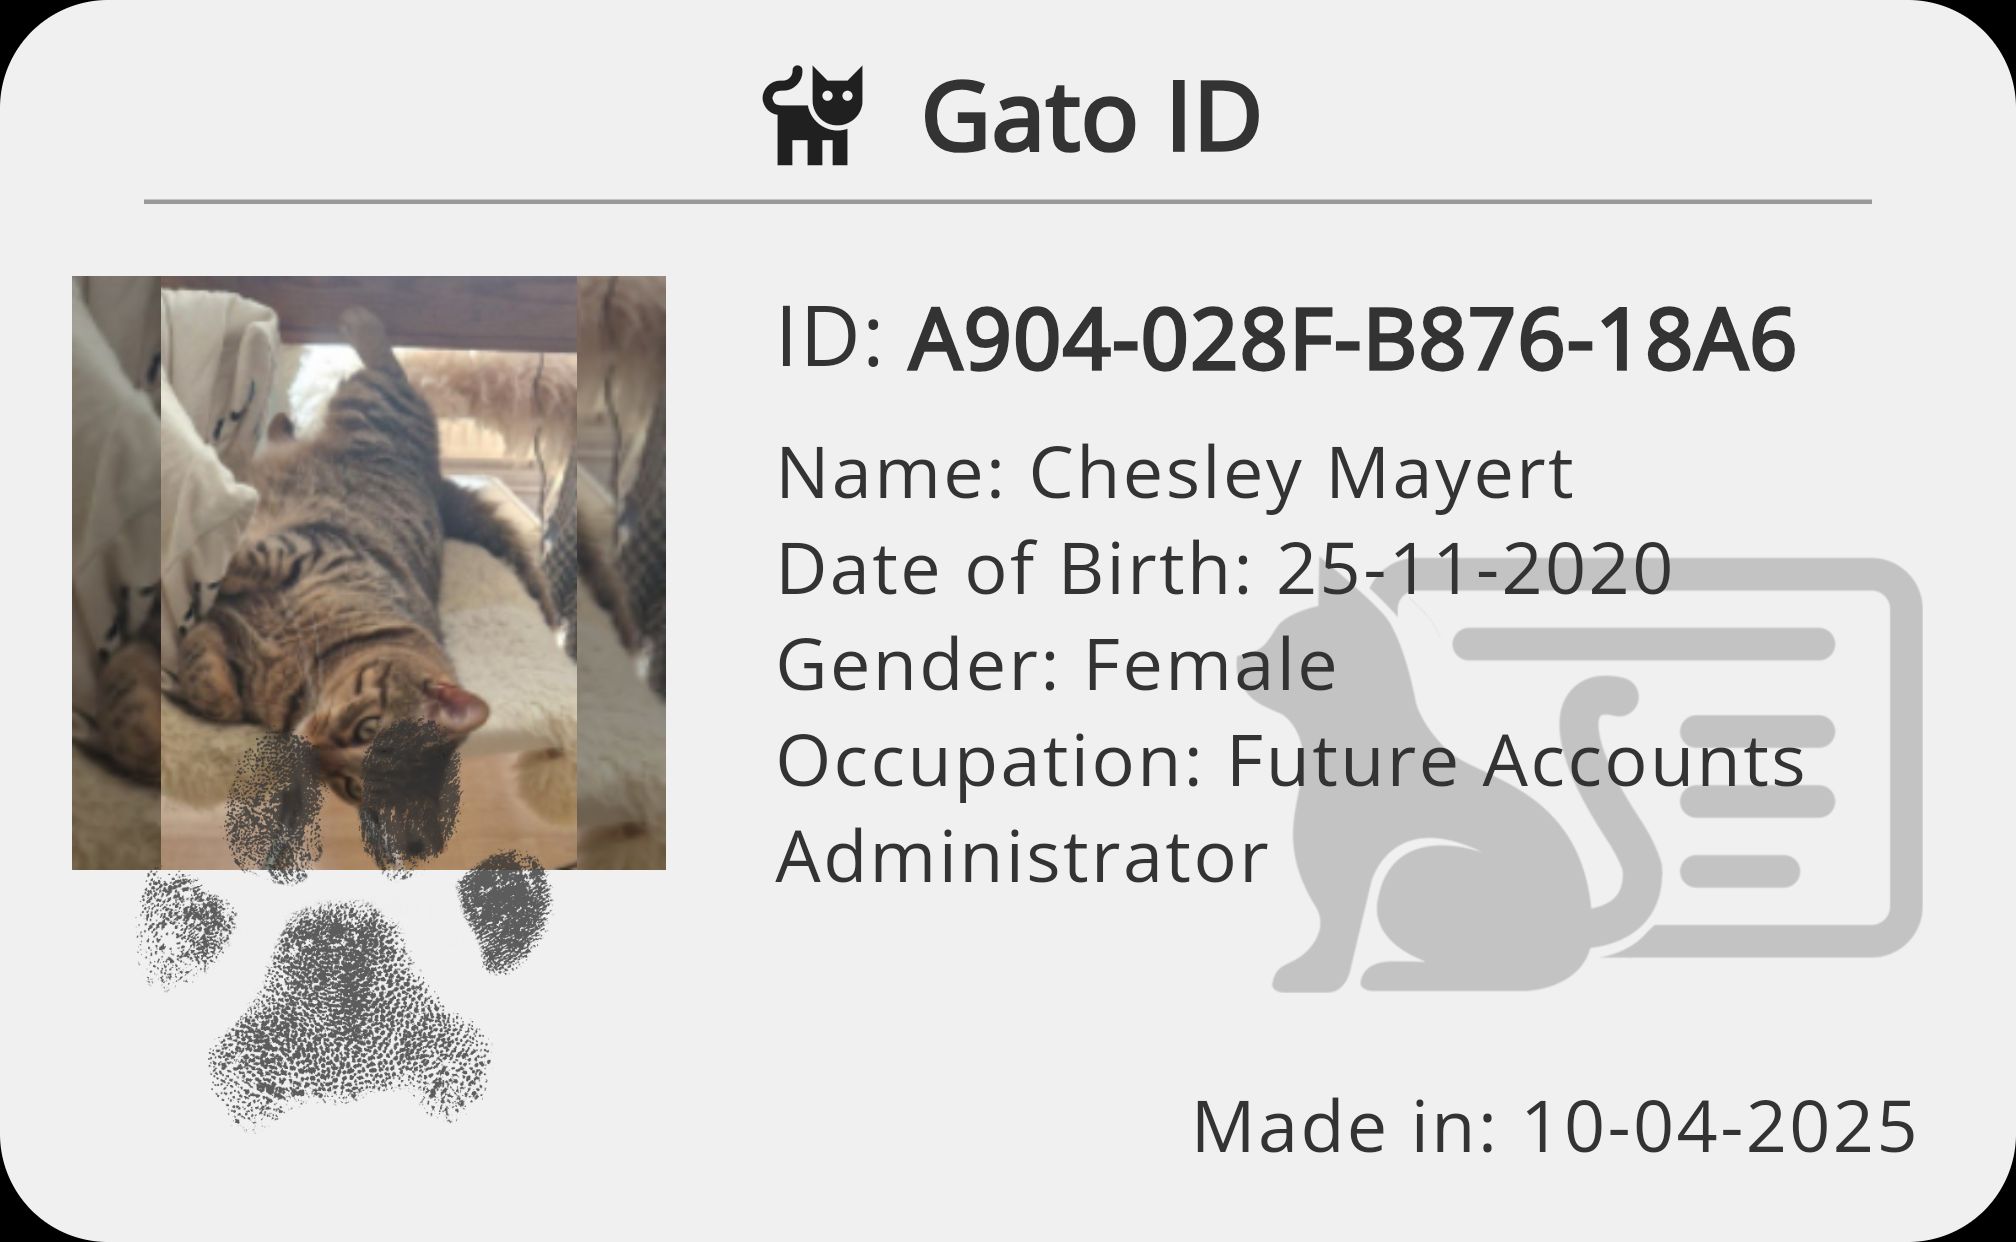 Gato ID
ID: A904-028F-B876-18A6
Name: Chesley Mayert
Date of Birth: 25-11-2020
Gender: Female
Occupation: Future Accounts
Administrator
Made in: 10-04-2025